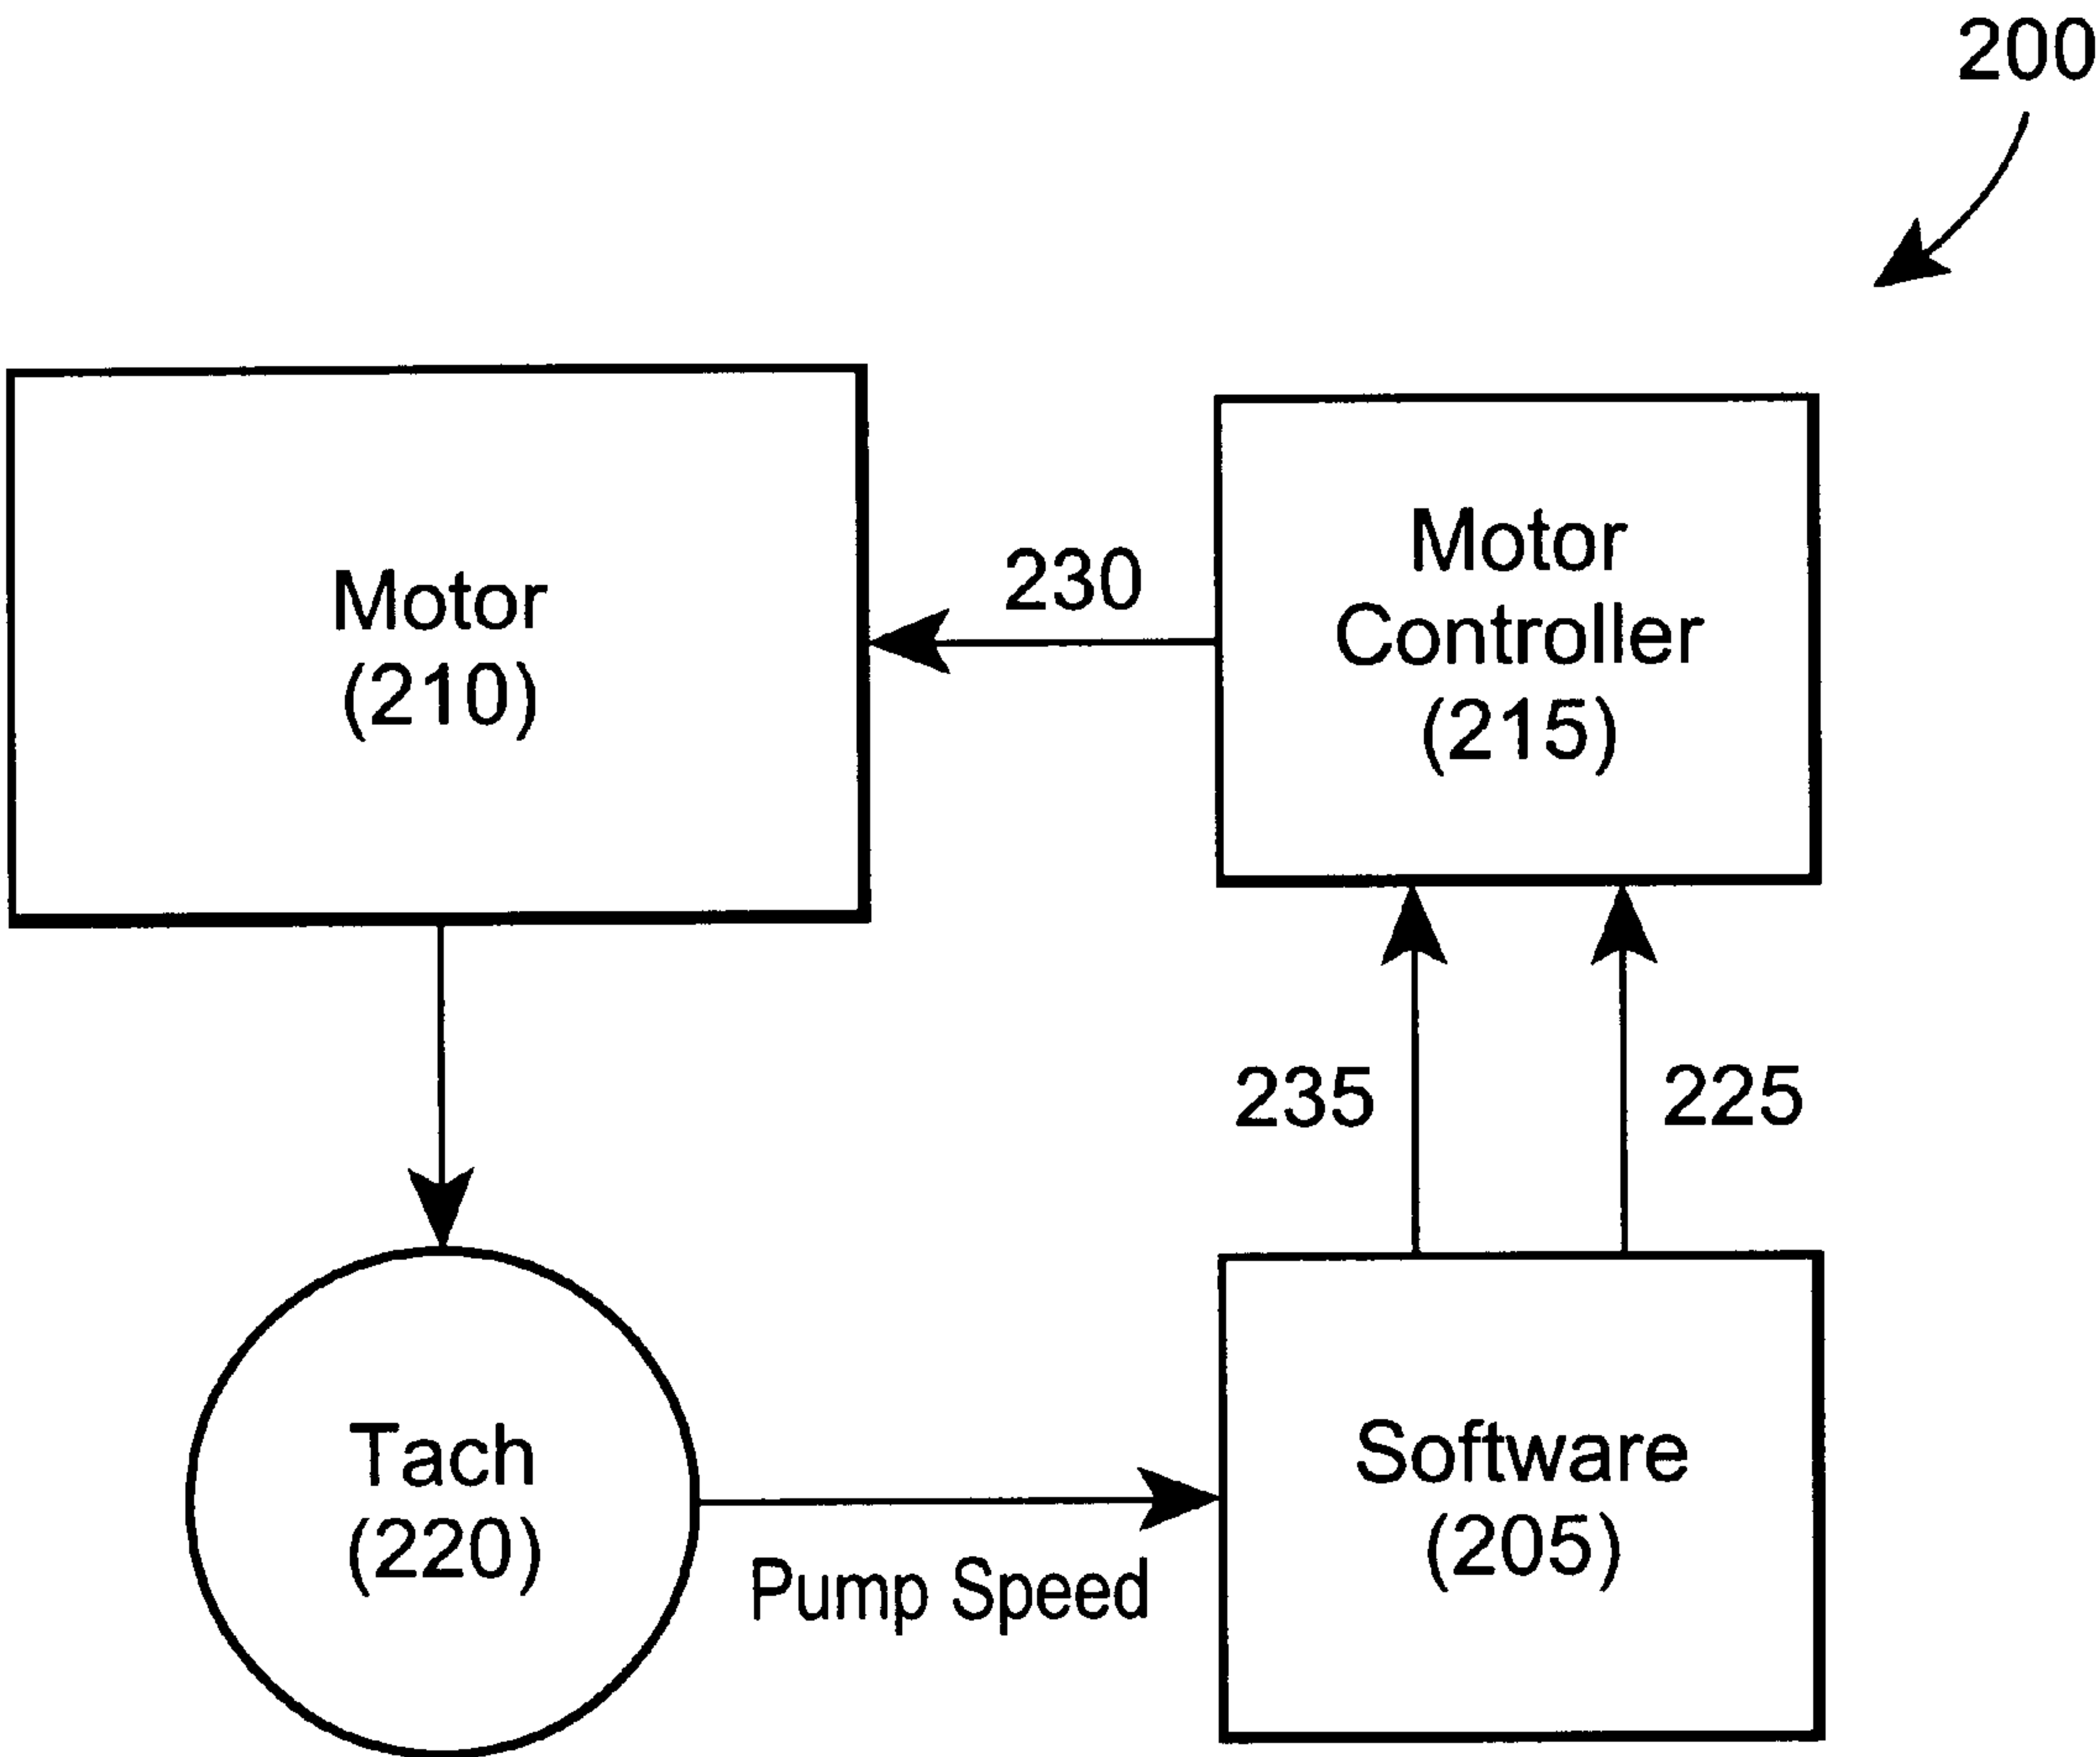 200
Motor
(210)
230
Motor
Controller
(215)
235
225
Tach
(220)
Pump Speed
Software
(205)